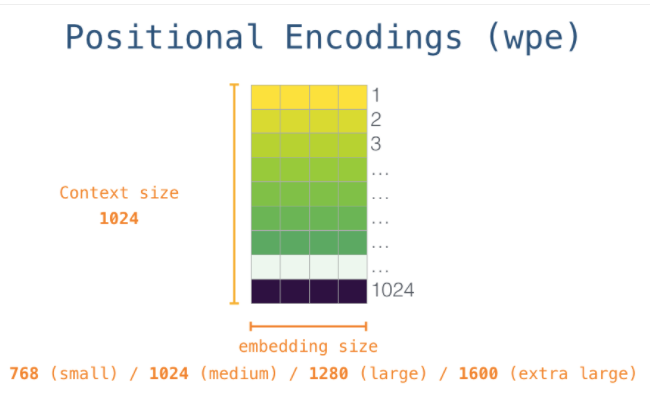 Positional Encodings (wpe)
1
2
3
...
...
...
...
...
1024
Context size
1024
embedding size
768 (small) / 1024 (medium) / 1280 (large) / 1600 (extra large)